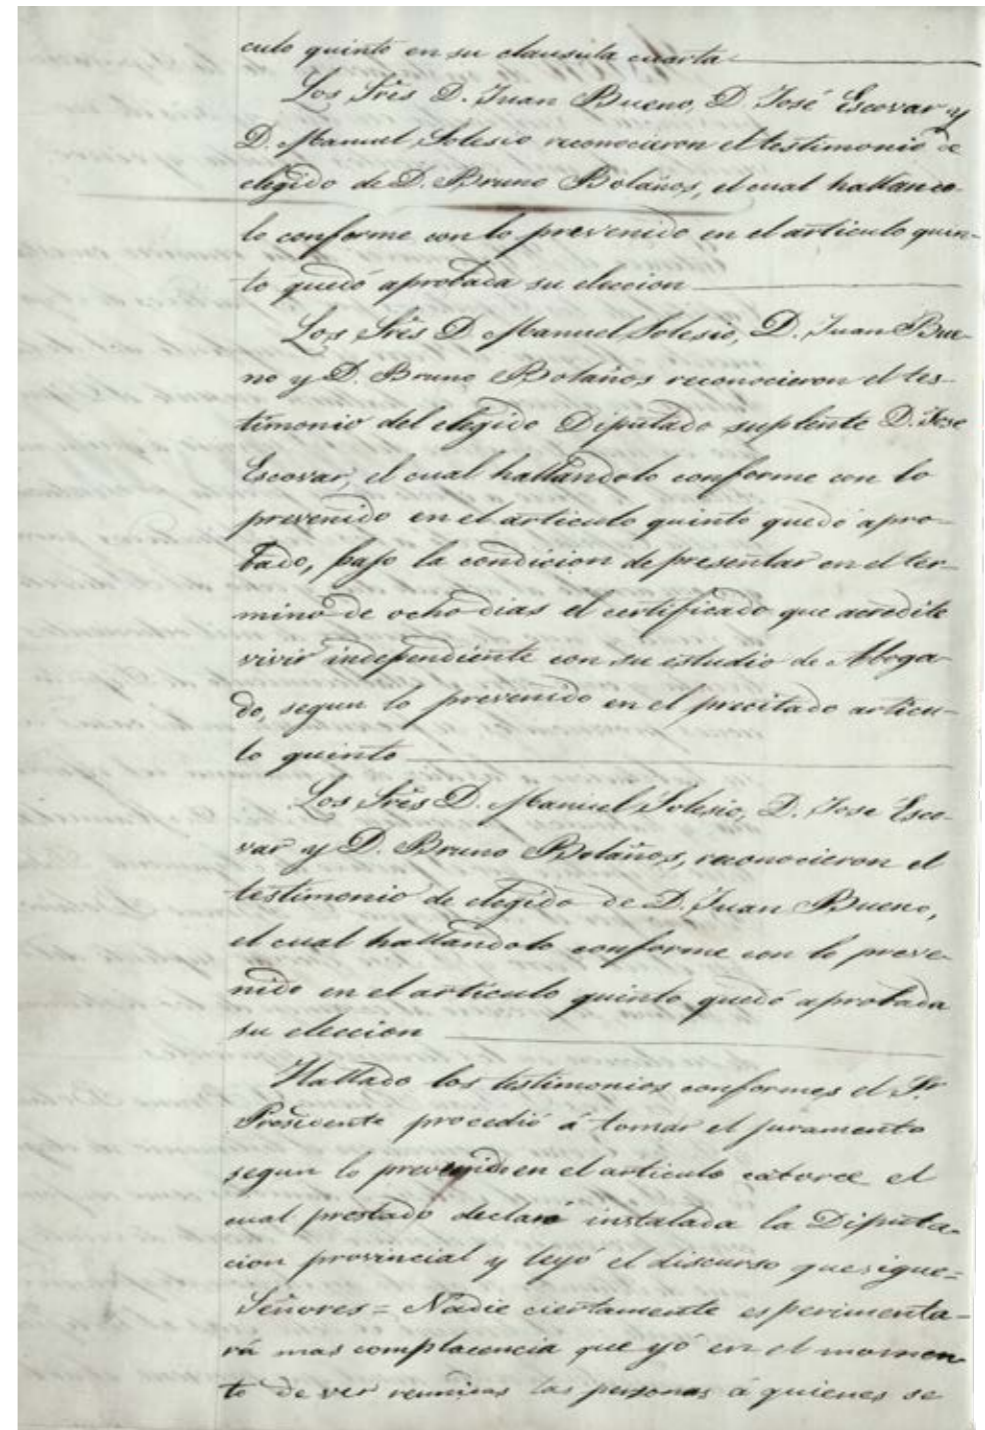 culo quinto en su clausula cuarta
Los Sres D. Juan Bueno, D. José Escovar y
D. Manuel Solesio reconocieron el testimonio de
elegido de D. Bruno Bolaños, el cual hallando-
lo conforme con lo prevenido en el articulo quin-
to quedó aprobada su eleccion
Los Sres D. Manuel Solesio, D. Juan Bue-
no y D. Bruno Bolaños reconocieron el tes-
timonio del elegido Diputado suplente D. Jose
Escovar, el cual hallandolo conforme con lo
prevenido en el articulo quinto quedó apro-
bado, bajo la condicion de presentar en el ter-
mino de ocho dias el certificado que acredite
vivir independiente con su estudio de Aboga-
do, segun lo prevenido en el precitado articu-
lo quinto
Los Sres D. Manuel Solesio, D. Jose Esco-
var y D. Bruno Bolaños, reconocieron el
testimonio de elegido de D. Juan Bueno,
el cual hallandolo conforme con lo preve-
nido en el articulo quinto quedó aprobada
su eleccion
Hallado los testimonios conformes el Sr.
Presidente procedió á tomar el juramento
segun lo prevenido en el articulo catorce el
cual prestado declaró instalada la Diputa-
cion provincial y leyó el discurso que sigue=
Señores = Nadie ciertamente esperimenta-
rá mas complacencia que yó en el momen-
to de ver reunidas las personas á quienes se